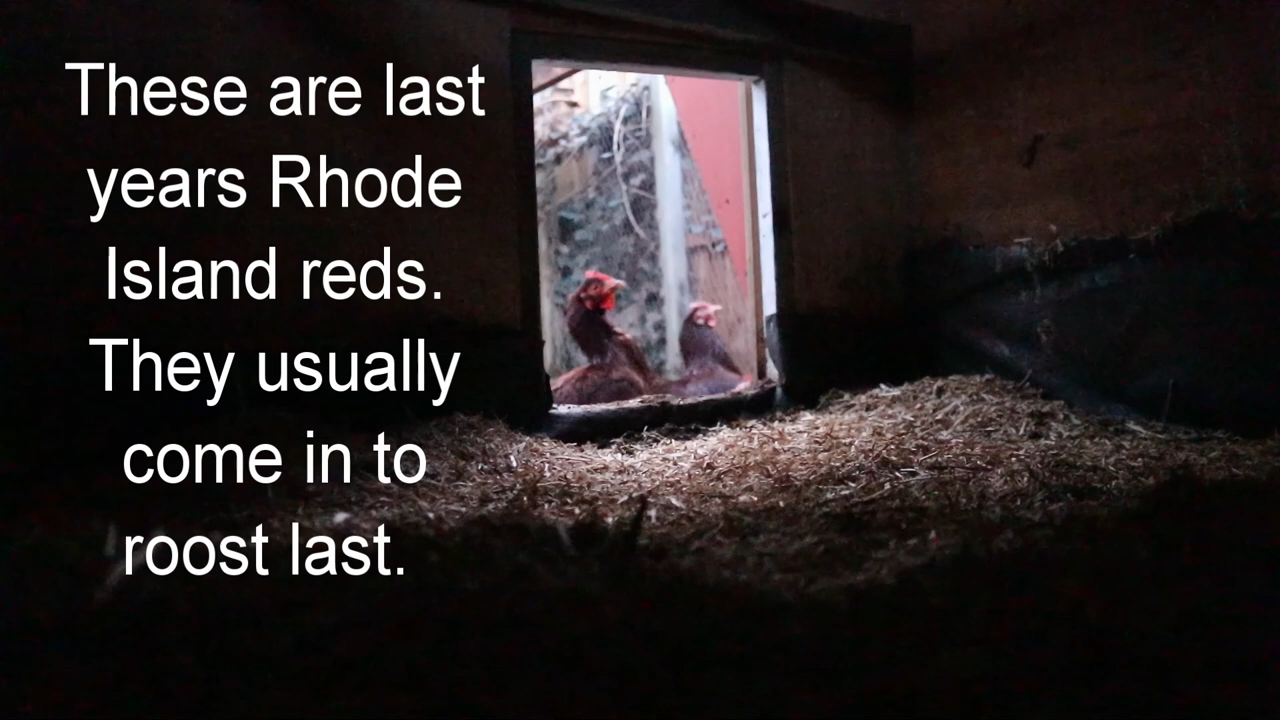 These are last
years Rhode
Island reds.
They usually
come in to
roost last.